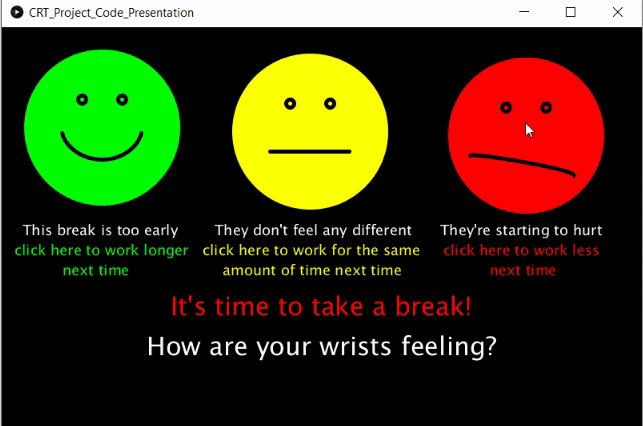 CRT_Project_Code_Presentation
This break is too early
click here to work longer
next time
They don't feel any different
click here to work for the same
amount of time next time
They're starting to hurt
click here to work less
next time
It's time to take a break!
How are your wrists feeling?